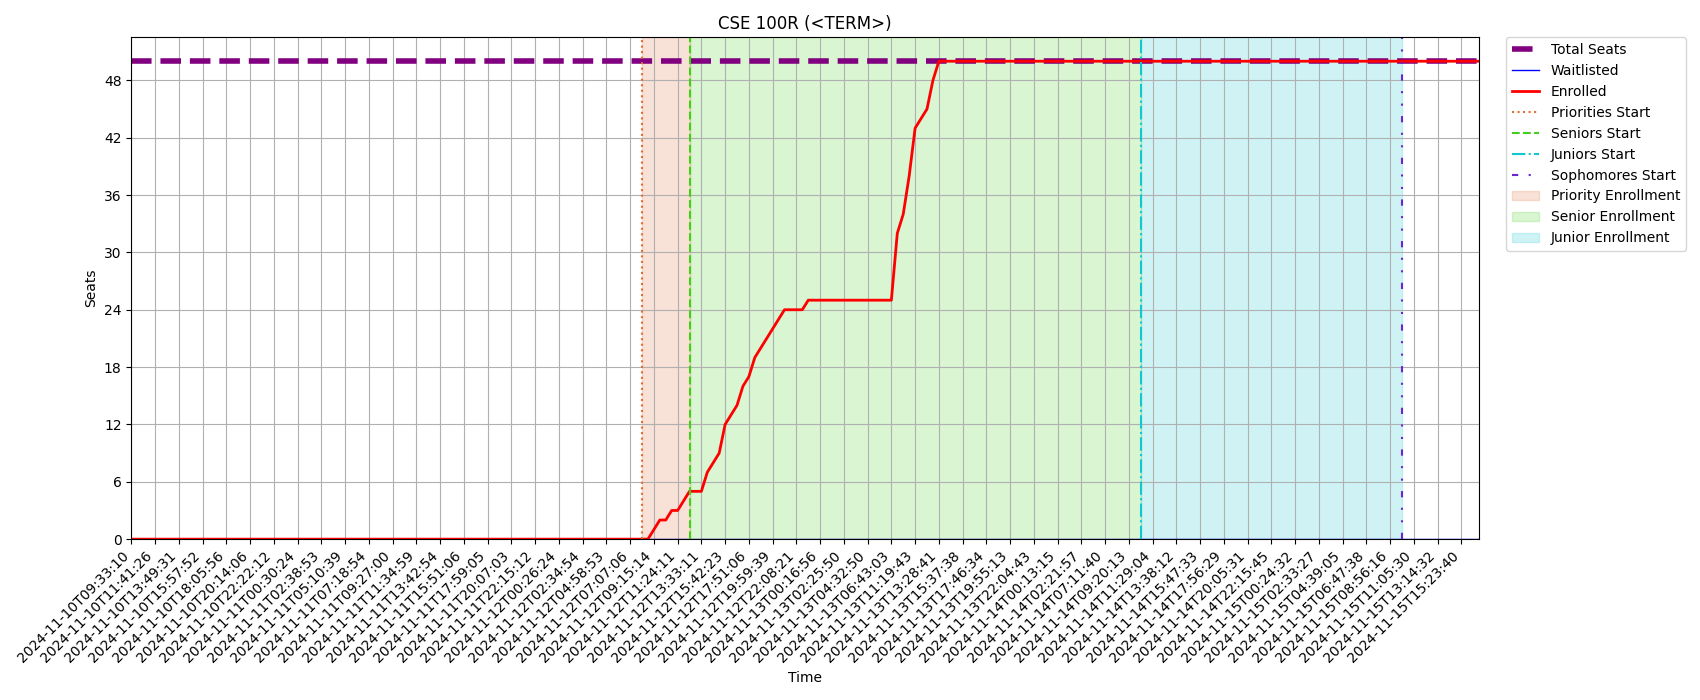 CSE 100R (<TERM>)
Total Seats
Waitlisted
Enrolled
Priorities Start
Seniors Start
Juniors Start
Sophomores Start
Priority Enrollment
Senior Enrollment
Junior Enrollment
Seats
48
42
36
30
24
18
12
6
0
2024-11-10T09:33:10
2024-11-10T11:41:26
2024-11-10T13:49:31
2024-11-10T15:57:52
2024-11-10T18:05:56
2024-11-10T20:14:06
2024-11-10T22:22:12
2024-11-11T00:30:24
2024-11-11T02:38:53
2024-11-11T05:10:39
2024-11-11T07:18:54
2024-11-11T09:27:00
2024-11-11T11:34:59
2024-11-11T13:42:54
2024-11-11T15:51:06
2024-11-11T17:59:05
2024-11-11T20:07:03
2024-11-11T22:15:12
2024-11-12T00:26:24
2024-11-12T02:34:54
2024-11-12T04:58:53
2024-11-12T07:07:06
2024-11-12T09:15:14
2024-11-12T11:24:11
2024-11-12T13:33:11
2024-11-12T15:42:23
2024-11-12T17:51:06
2024-11-12T19:59:39
2024-11-12T22:08:21
2024-11-13T00:16:56
2024-11-13T02:25:50
2024-11-13T04:32:50
2024-11-13T06:43:03
2024-11-13T11:19:43
2024-11-13T13:28:41
2024-11-13T15:37:38
2024-11-13T17:46:34
2024-11-13T19:55:13
2024-11-13T22:04:43
2024-11-14T00:13:15
2024-11-14T02:21:57
2024-11-14T07:11:40
2024-11-14T09:20:13
2024-11-14T11:29:04
2024-11-14T13:38:12
2024-11-14T15:47:33
2024-11-14T17:56:29
2024-11-14T20:05:31
2024-11-14T22:15:45
2024-11-15T00:24:32
2024-11-15T02:33:27
2024-11-15T04:39:05
2024-11-15T06:47:38
2024-11-15T08:56:16
2024-11-15T11:05:30
2024-11-15T13:14:32
2024-11-15T15:23:40
Time